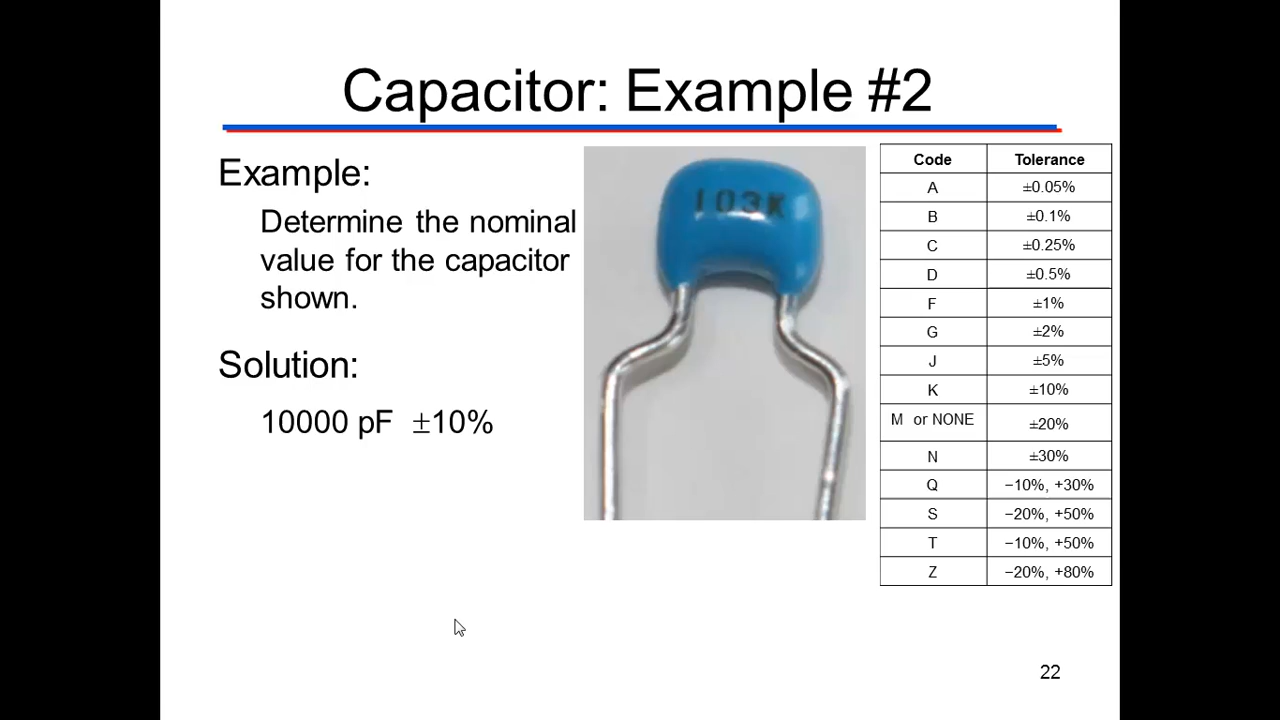 Capacitor: Example #2
Example:
Determine the nominal
value for the capacitor
shown.
Solution:
10000 pF ±10%
103K
Code Tolerance
A ±0.05%
B ±0.1%
C ±0.25%
D ±0.5%
F ±1%
G ±2%
J ±5%
K ±10%
M or NONE ±20%
N ±30%
Q −10%, +30%
S −20%, +50%
T −10%, +50%
Z −20%, +80%
22